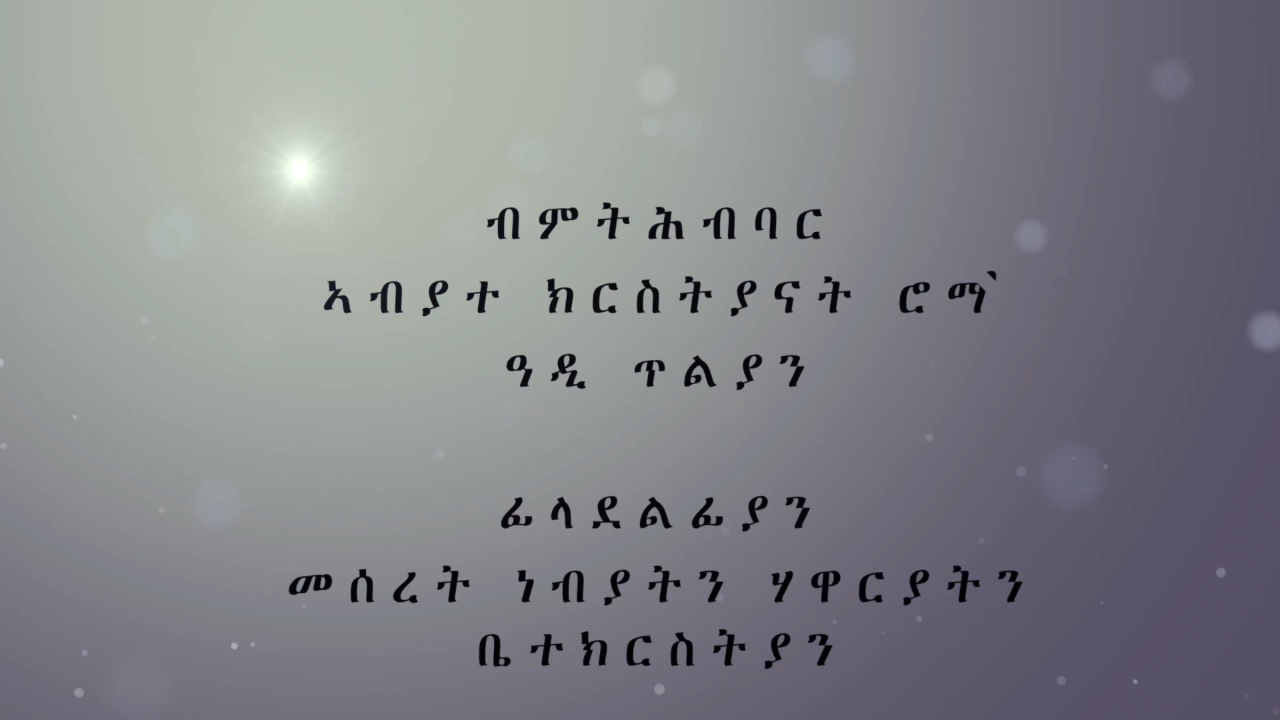 ብምትሕብባር
ኣብያተ ክርስትያናት ሮማ`
ዓዲ ጥልያን
ፊላደልፊያን
መሰረት ነብያትን ሃዋርያትን
ቤተክርስትያን